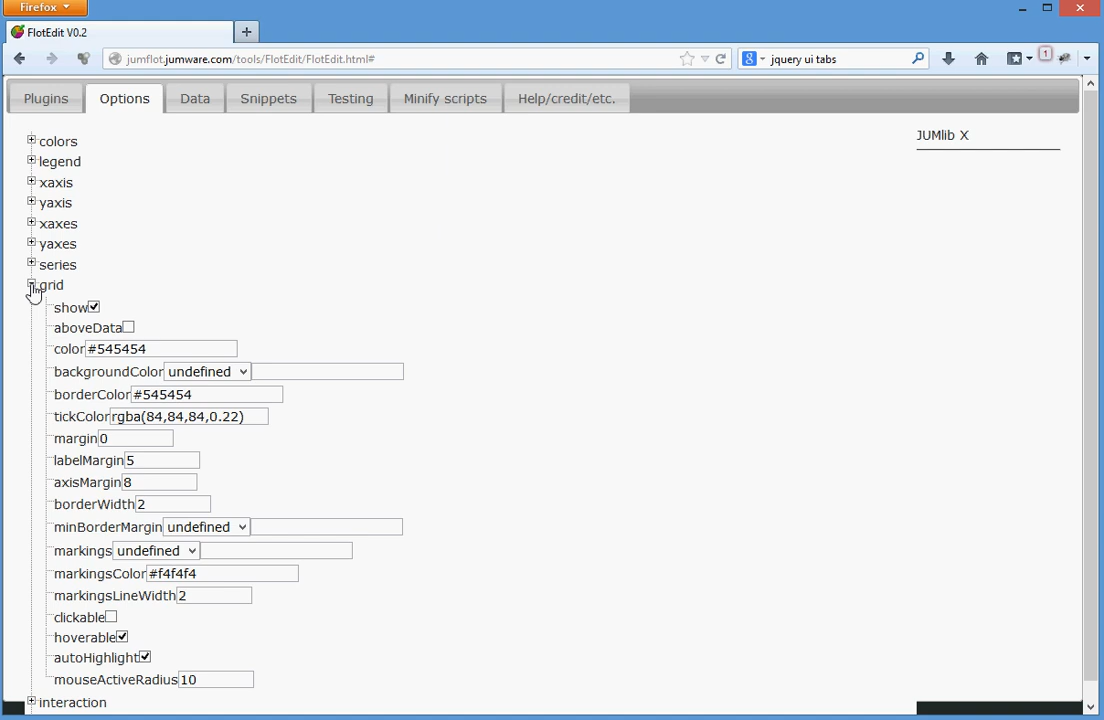 Firefox
FlotEdit V0.2
jumflot.jumware.com/tools/FlotEdit/FlotEdit.html#
8
jquery ui tabs
1
Plugins
Options
Data
Snippets
Testing
Minify scripts
Help/credit/etc.
JUMlib X
colors
legend
xaxis
yaxis
xaxes
yaxes
series
grid
show
aboveData
color #545454
backgroundColor undefined
borderColor #545454
tickColor rgba(84,84,84,0.22)
margin 0
labelMargin 5
axisMargin 8
borderWidth 2
minBorderMargin undefined
markings undefined
markingsColor #f4f4f4
markingsLineWidth 2
clickable
hoverable
autoHighlight
mouseActiveRadius 10
interaction